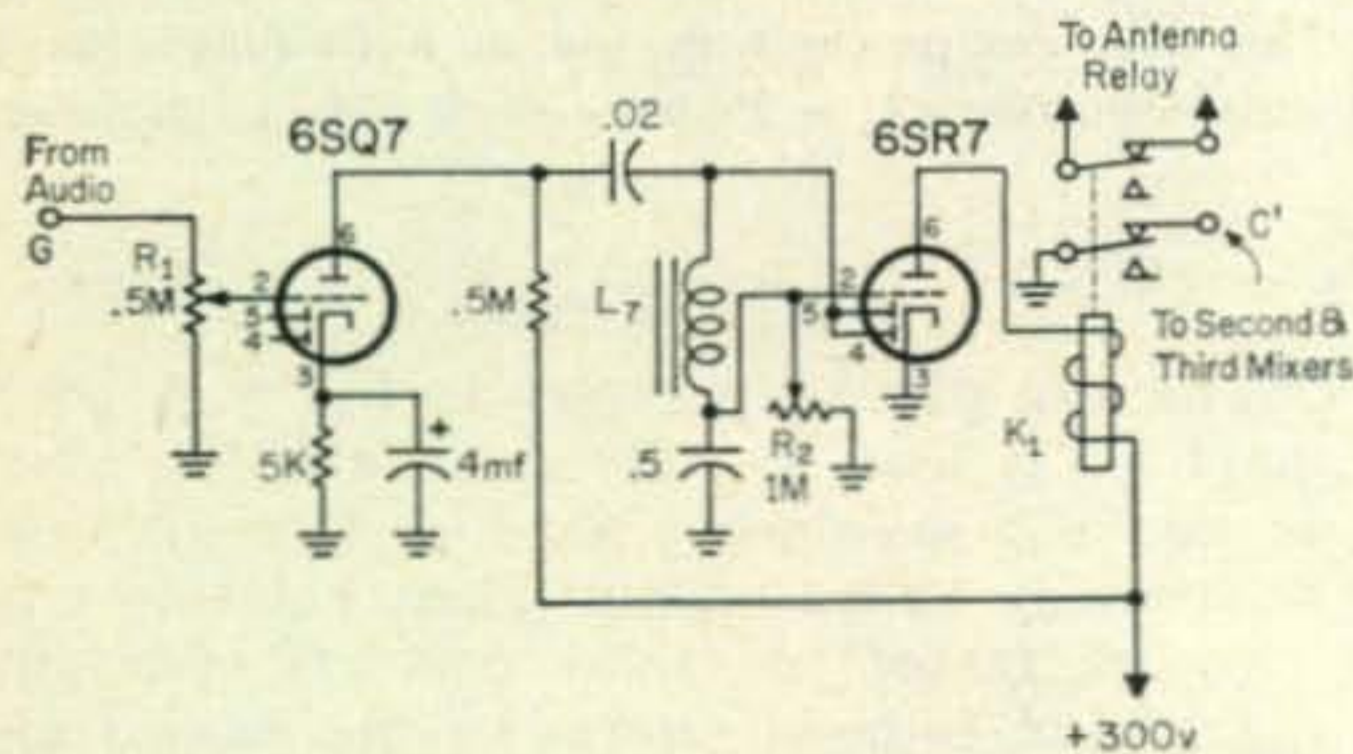 To Antenna
Relay
.02
6SQ7
6SR7
From
Audio
G
6
6
C'
R1
.5M
2
5
4
3
.5M
L7
2
5
4
3
To Second &
Third Mixers
K1
5K
+
4mf
.5
R2
1M
+300v